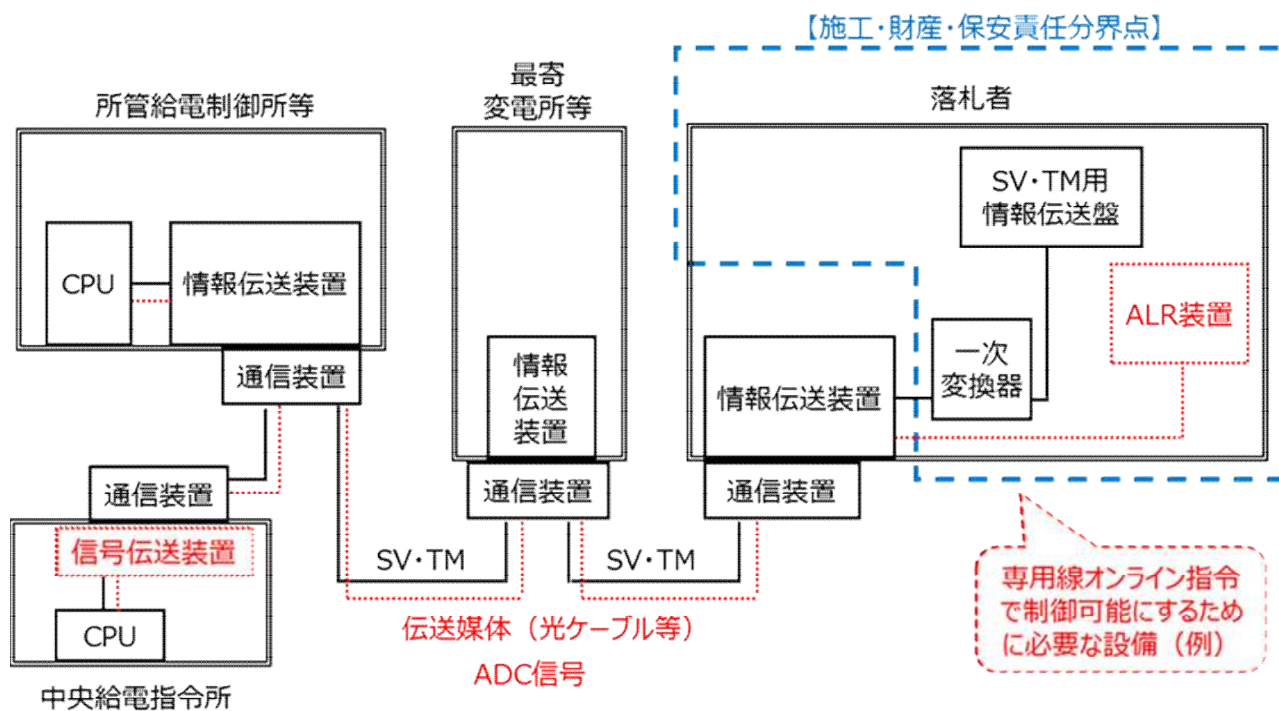 【施工・財産・保安責任分界点】
所管給電制御所等
最寄
変電所等
落札者
SV・TM用
情報伝送盤
CPU
情報伝送装置
ALR装置
一次
変換器
情報
伝送
装置
情報伝送装置
通信装置
通信装置
通信装置
通信装置
信号伝送装置
CPU
SV・TM
SV・TM
伝送媒体（光ケーブル等）
ADC信号
専用線オンライン指令
で制御可能にするため
に必要な設備（例）
中央給電指令所